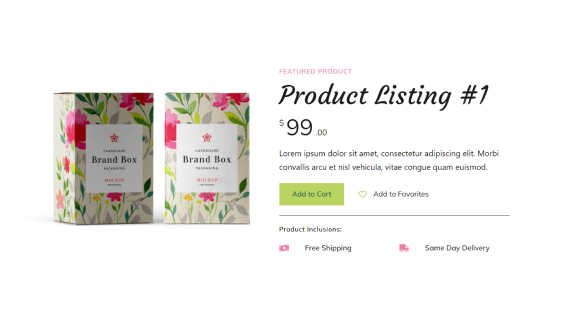 FEATURED PRODUCT
Product Listing #1
$99.00
Lorem ipsum dolor sit amet, consectetur adipiscing elit. Morbi
convallis arcu et nisl vehicula, vitae congue quam euismod.
Add to Cart
Add to Favorites
Product Inclusions:
Free Shipping
Same Day Delivery
CARDBOARD
Brand Box
PACKAGING
MOCKUP
CARDBOARD
Brand Box
PACKAGING
MOCKUP